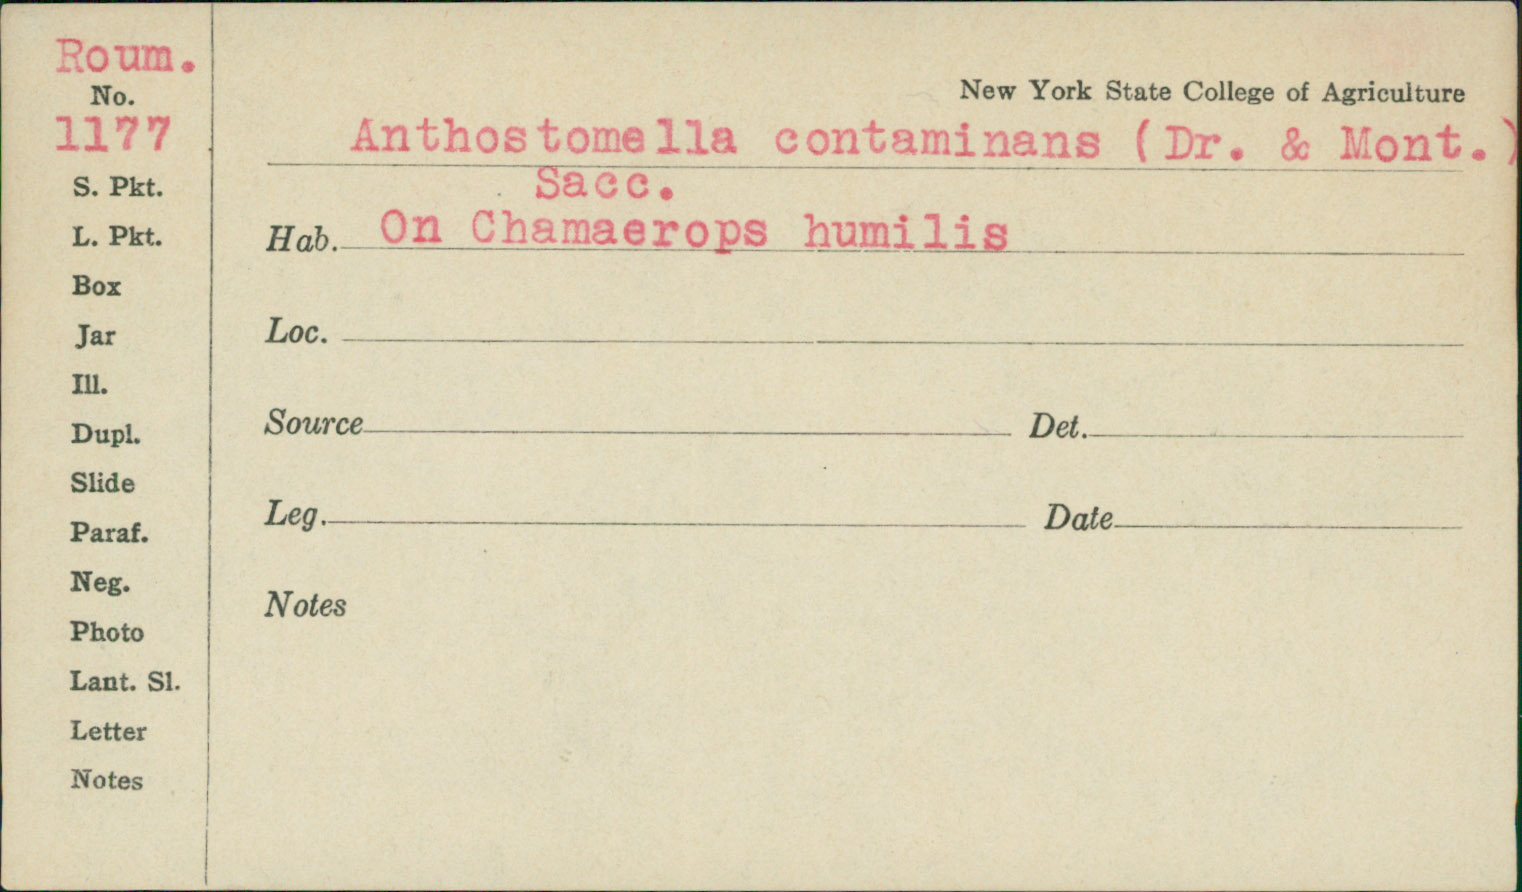 Roum.
No.
1177
S. Pkt.
L. Pkt.
Box
Jar
Ill.
Dupl.
Slide
Paraf.
Neg.
Photo
Lant. Sl.
Letter
Notes
New York State College of Agriculture
Anthostomella contaminans (Dr. & Mont.)
Sacc.
Hab. On Chamaerops humilis
Loc.
Source Det.
Leg. Date
Notes